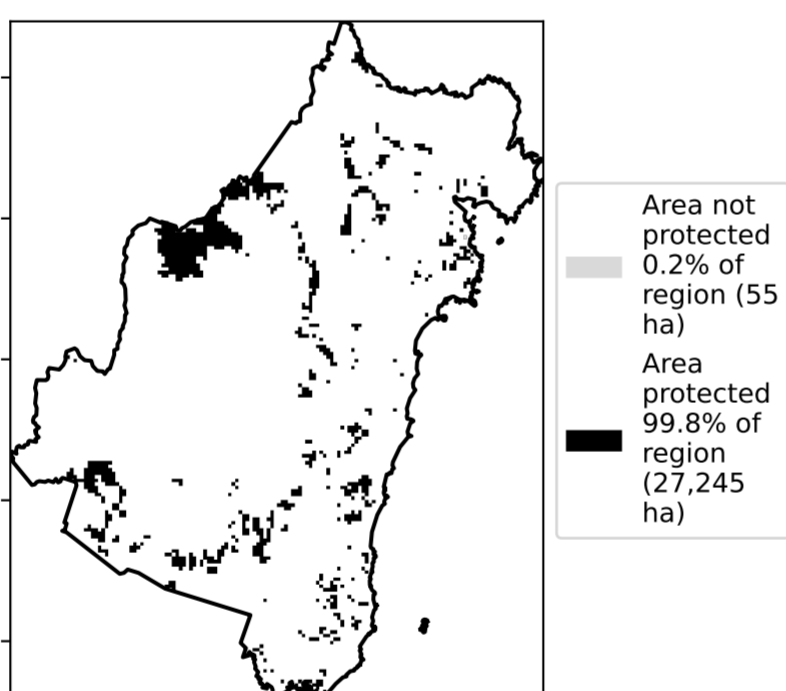 Area not
protected
0.2% of
region (55
ha)
Area
protected
99.8% of
region
(27,245
ha)